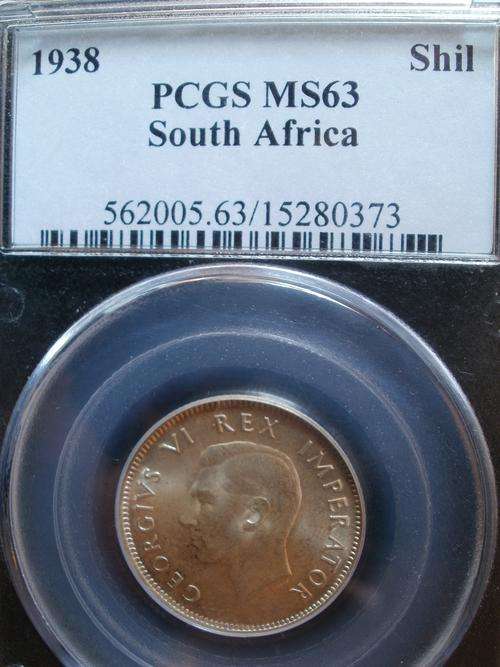 1938 Shil
PCGS MS63
South Africa
562005.63/15280373
GEORGIVS VI REX IMPERATOR